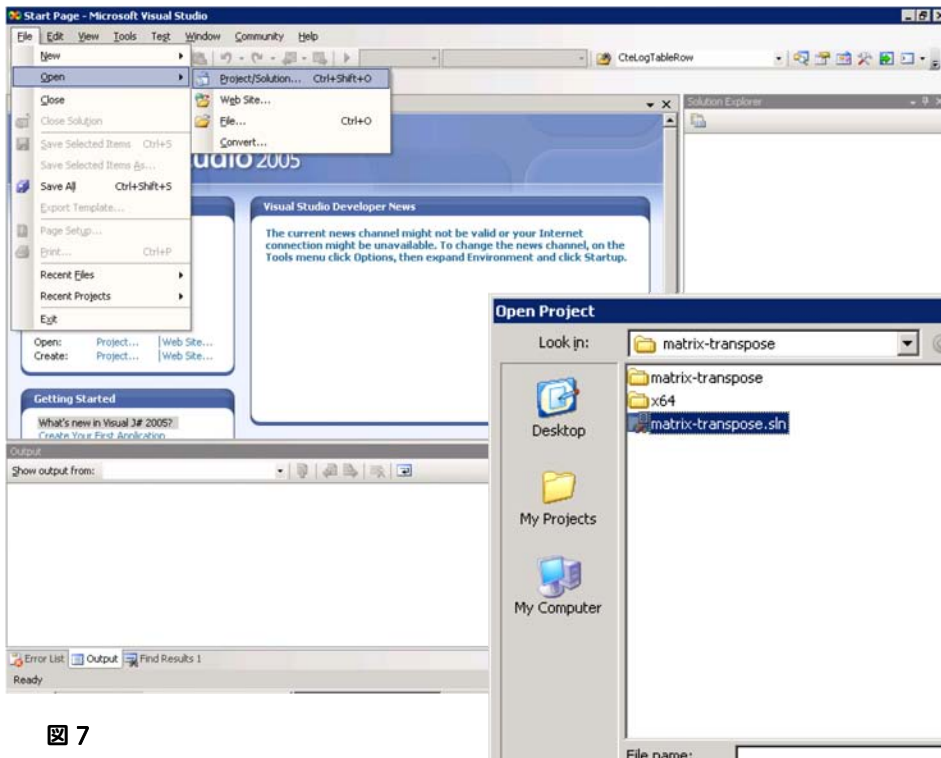 Start Page - Microsoft Visual Studio
File Edit View Tools Test Window Community Help
CteLogTableRow
New
Open
Close
Close Solution
Save Selected Items Ctrl+S
Save Selected Items As...
Save All Ctrl+Shift+S
Export Template...
Page Setup...
Print... Ctrl+P
Recent Files
Recent Projects
Exit
Project/Solution... Ctrl+Shift+O
Web Site...
File... Ctrl+O
Convert...
Solution Explorer
2005
Visual Studio Developer News
The current news channel might not be valid or your Internet
connection might be unavailable. To change the news channel, on the
Tools menu click Options, then expand Environment and click Startup.
Open: Project... Web Site...
Create: Project... Web Site...
Getting Started
What's new in Visual J# 2005?
Create Your First Application
Output
Show output from:
Error List Output Find Results 1
Ready
Open Project
Look in: matrix-transpose
Desktop
My Projects
My Computer
matrix-transpose
x64
matrix-transpose.sln
File name:
図 7